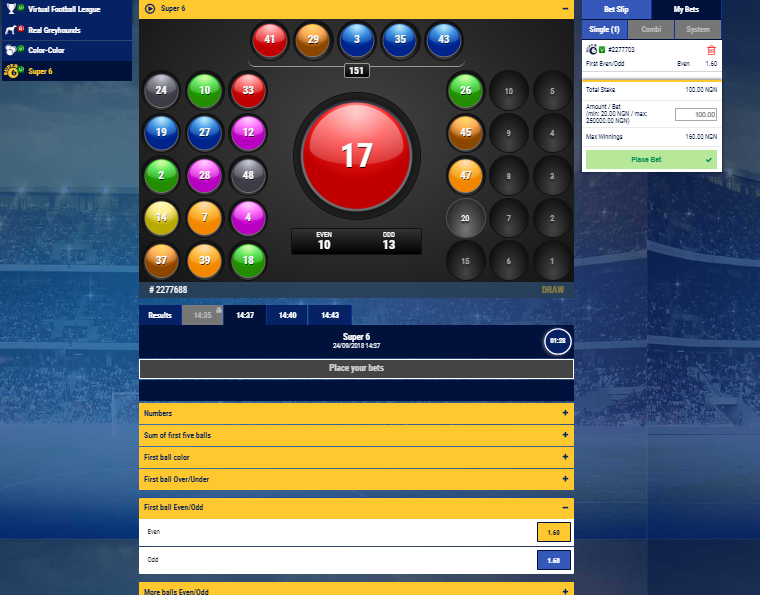 Virtual Football League
Real Greyhounds
Color-Color
Super 6
Super 6
41 29 3 35 43
151
24 10 33
19 27 12
2 28 48
14 7 4
37 39 18
17
EVEN ODD
10 13
26 10 5
45 9 4
47 8 3
20 7 2
15 6 1
# 2277688 DRAW
Results 14:35 14:37 14:40 14:43
Super 6
24/09/2018 14:37
01:28
Place your bets
Numbers
Sum of first five balls
First ball color
First ball Over/Under
First ball Even/Odd
Even 1.60
Odd 1.60
More balls Even/Odd
Bet Slip My Bets
Single (1) Combi System
#2277703
First Even/Odd Even 1.60
Total Stake 100.00 NGN
Amount / Bet
(min: 20.00 NGN / max:
250000.00 NGN)
100.00
Max Winnings 160.00 NGN
Place Bet